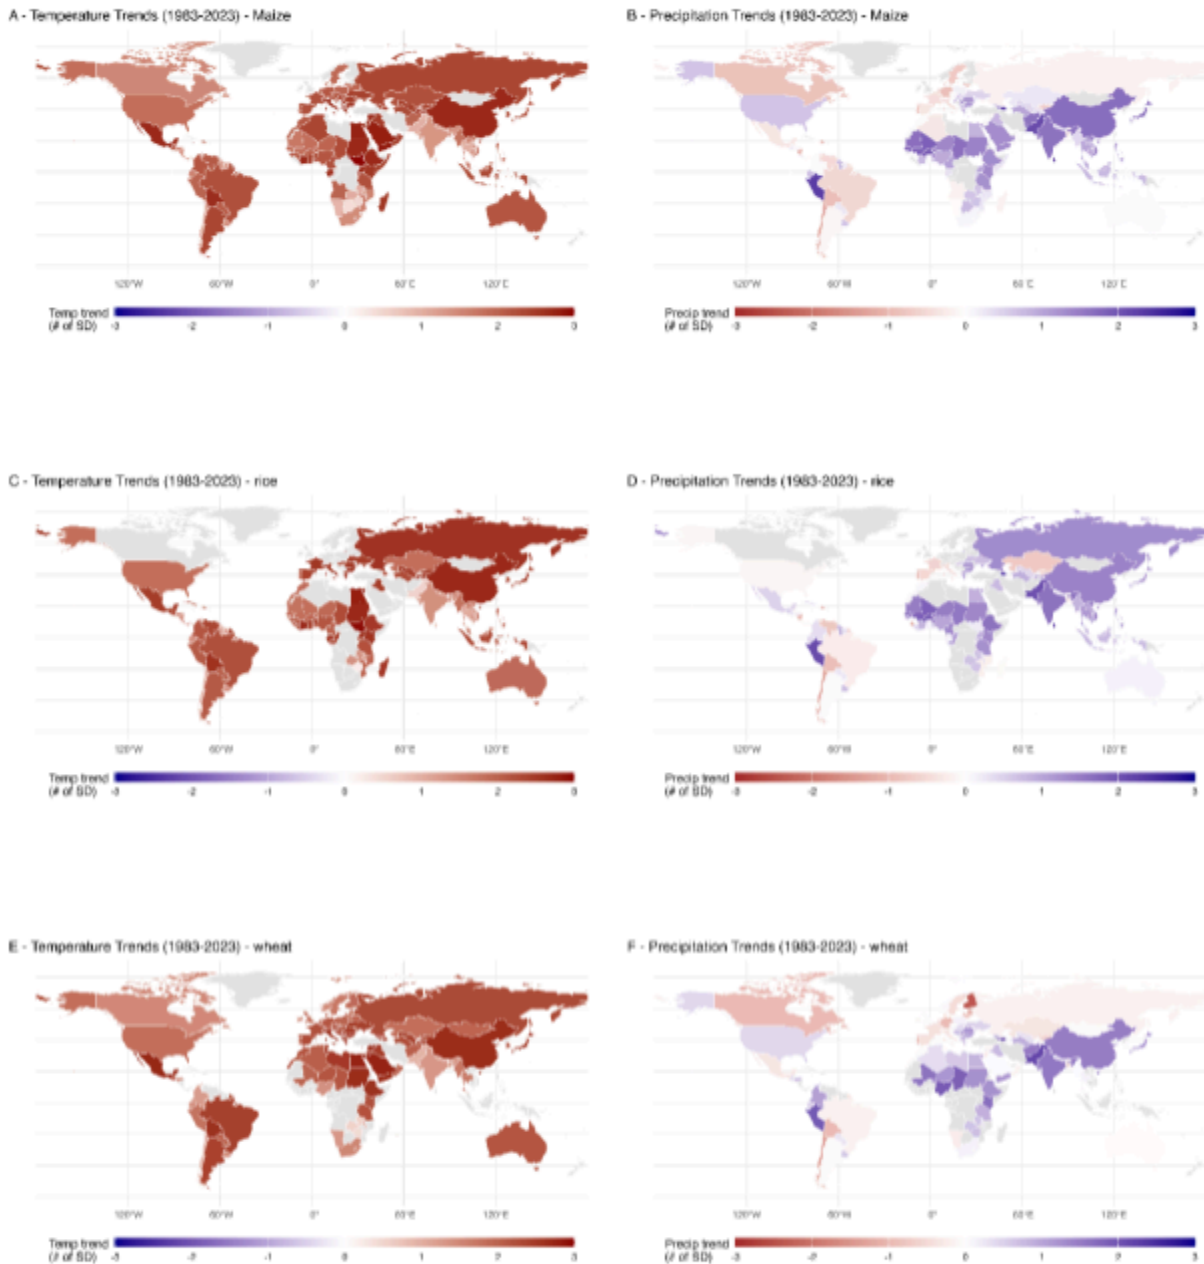 A - Temperature Trends (1983-2023) - Maize
B - Precipitation Trends (1983-2023) - Maize
120°W 60°W 0° 60°E 120°E
120°W 60°W 0° 60°E 120°E
Temp trend
(# of SD) -3 -2 -1 0 1 2 3
Precip trend
(# of SD) -3 -2 -1 0 1 2 3
C - Temperature Trends (1983-2023) - rice
D - Precipitation Trends (1983-2023) - rice
120°W 60°W 0° 60°E 120°E
120°W 60°W 0° 60°E 120°E
Temp trend
(# of SD) -3 -2 -1 0 1 2 3
Precip trend
(# of SD) -3 -2 -1 0 1 2 3
E - Temperature Trends (1983-2023) - wheat
F - Precipitation Trends (1983-2023) - wheat
120°W 60°W 0° 60°E 120°E
120°W 60°W 0° 60°E 120°E
Temp trend
(# of SD) -3 -2 -1 0 1 2 3
Precip trend
(# of SD) -3 -2 -1 0 1 2 3